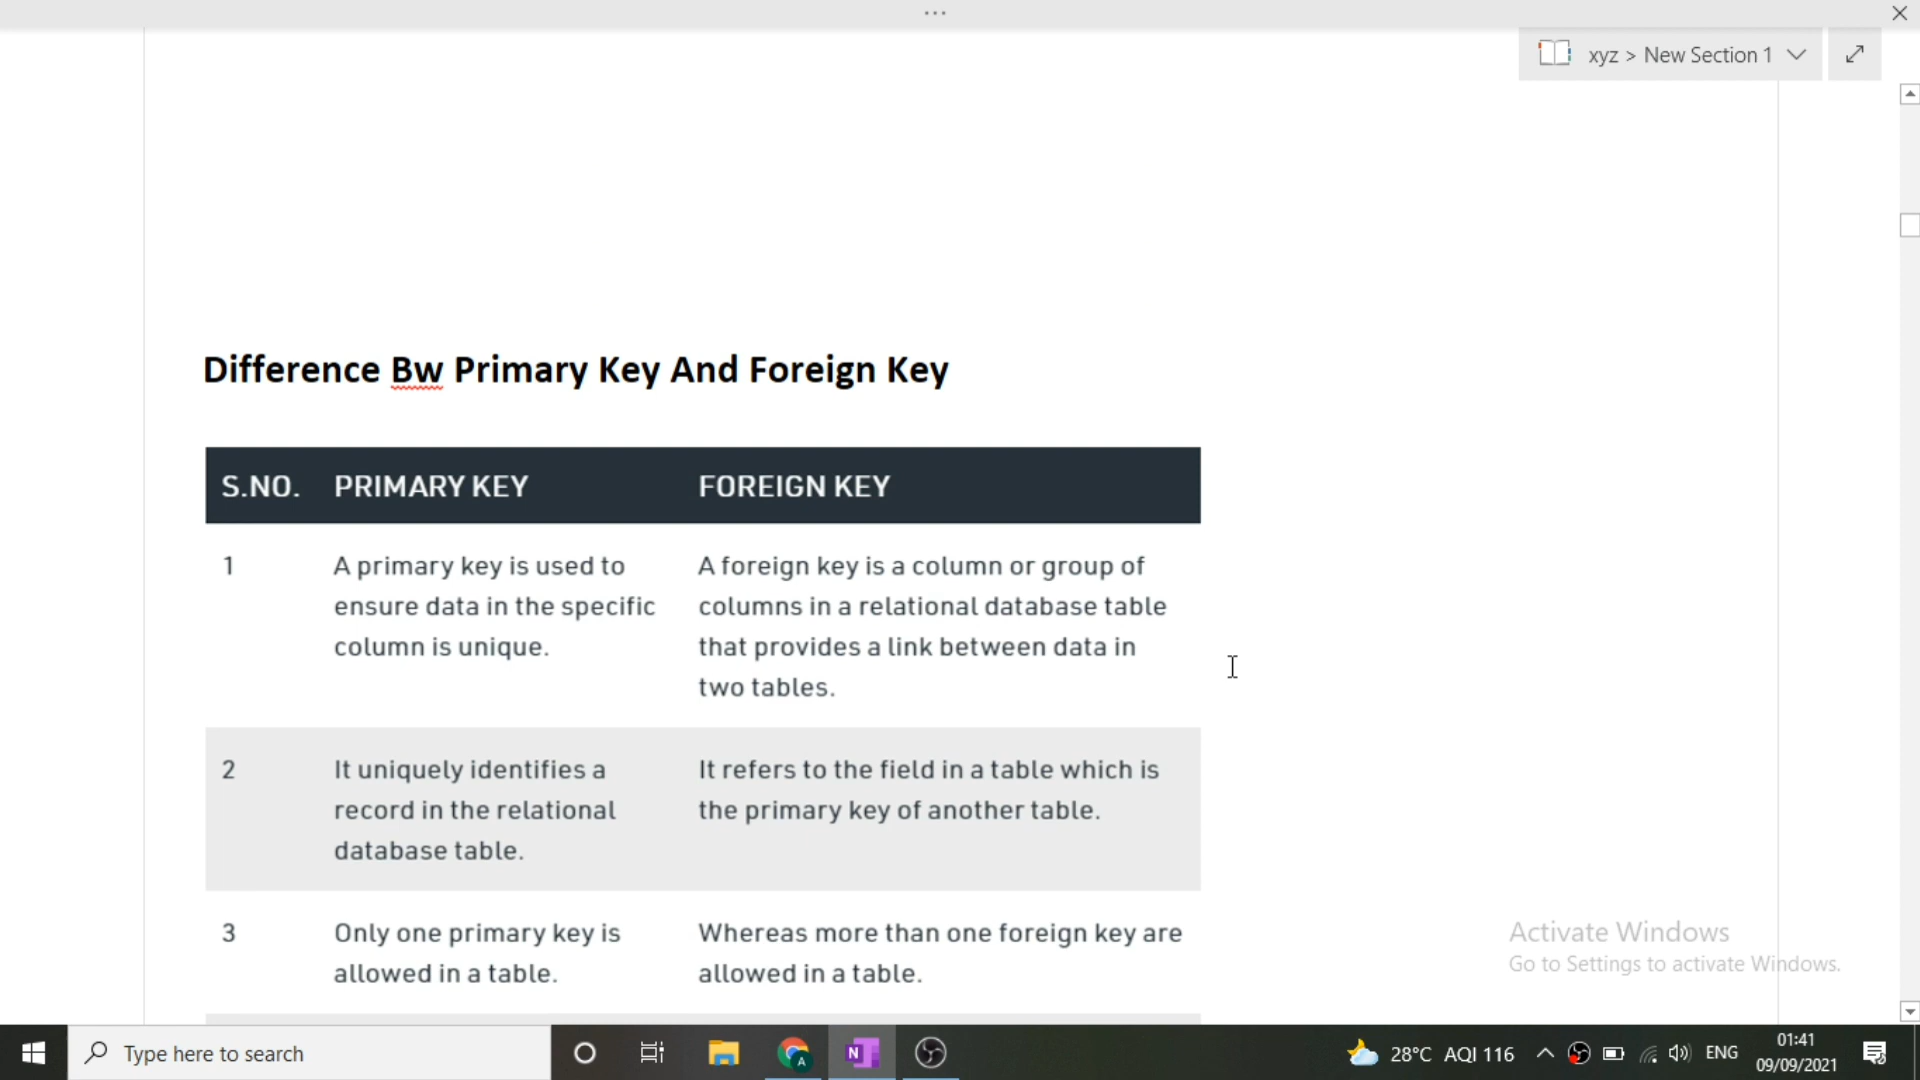 xyz > New Section 1
Difference Bw Primary Key And Foreign Key
S.NO. PRIMARY KEY FOREIGN KEY
1 A primary key is used to A foreign key is a column or group of
ensure data in the specific columns in a relational database table
column is unique. that provides a link between data in
two tables.
2 It uniquely identifies a It refers to the field in a table which is
record in the relational the primary key of another table.
database table.
3 Only one primary key is Whereas more than one foreign key are
allowed in a table. allowed in a table.
Activate Windows
Go to Settings to activate Windows.
Type here to search
A
N
28°C AQI 116
ENG
01:41
09/09/2021